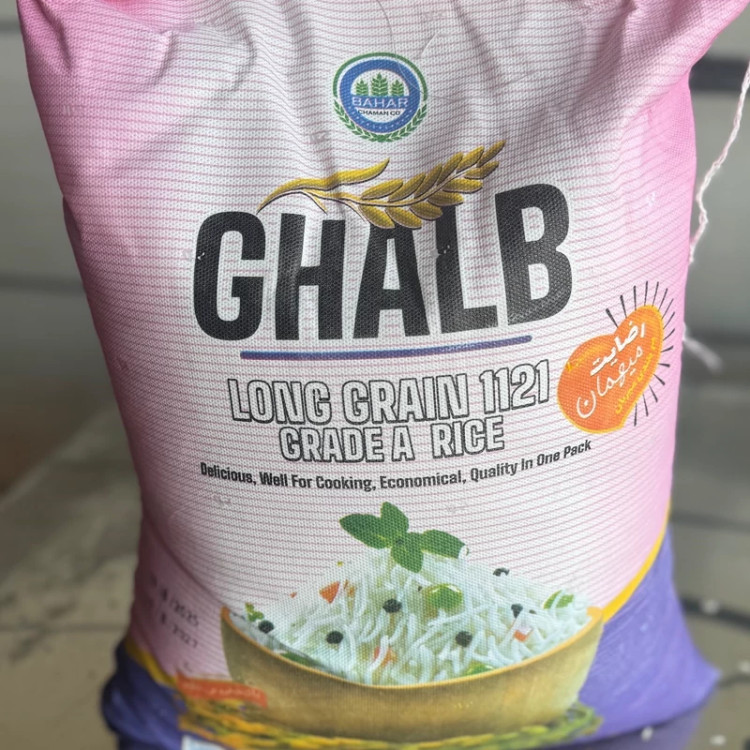 BAHAR
CHAMAN CO
GHALB
LONG GRAIN 1121
GRADE A RICE
Delicious, Well For Cooking, Economical, Quality In One Pack
رضایت
میهمان